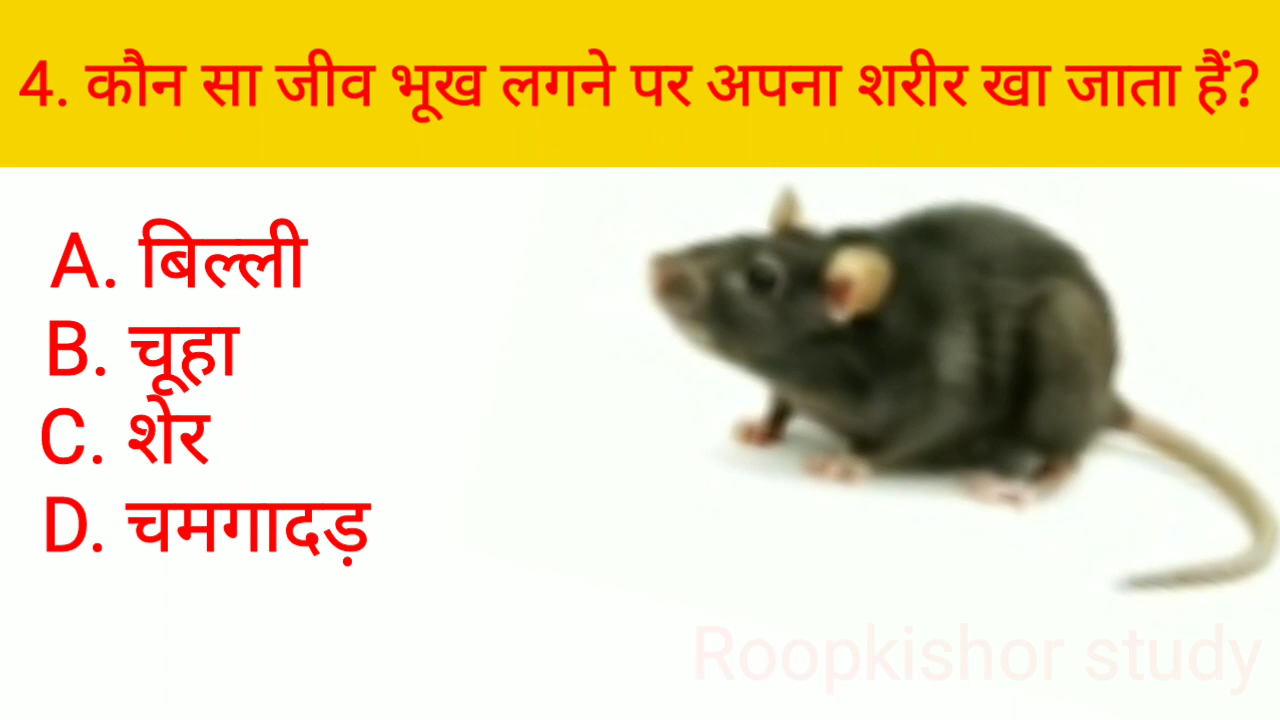 4. कौन सा जीव भूख लगने पर अपना शरीर खा जाता हैं?
A. बिल्ली
B. चूहा
C. शेर
D. चमगादड़
Roopkishor study